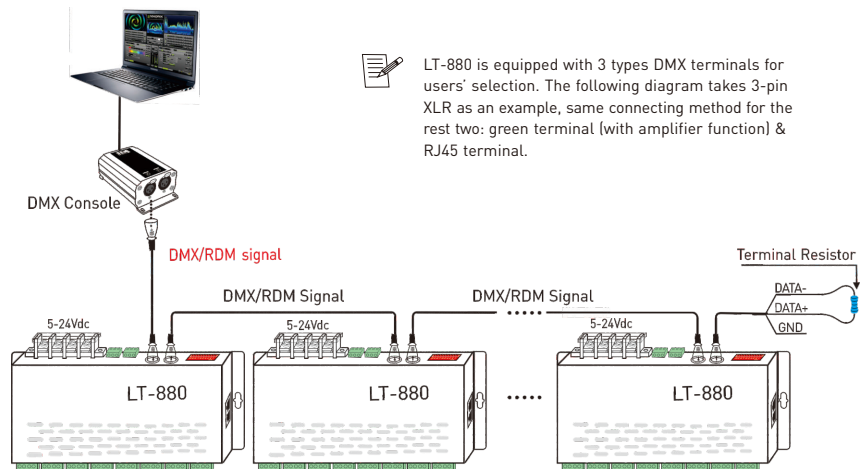 LT-880 is equipped with 3 types DMX terminals for
users' selection. The following diagram takes 3-pin
XLR as an example, same connecting method for the
rest two: green terminal (with amplifier function) &
RJ45 terminal.
DMX Console
DMX/RDM signal
Terminal Resistor
DMX/RDM Signal
DMX/RDM Signal
DATA-
DATA+
GND
5-24Vdc
5-24Vdc
5-24Vdc
LT-880
LT-880
LT-880